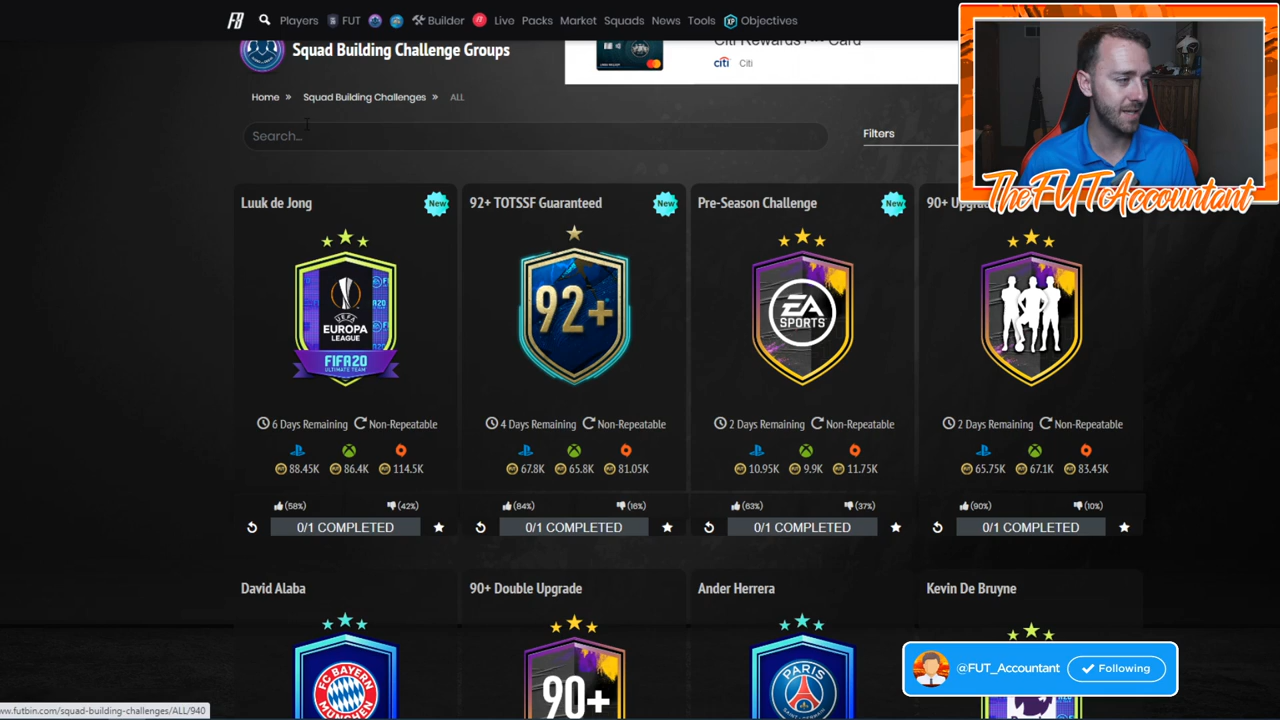 FB Players FUT Builder Live Packs Market Squads News Tools XP Objectives
Squad Building Challenge Groups
citi Citi
Home » Squad Building Challenges » ALL
Search...
Filters
TheFUTAccountant
Luuk de Jong New
92+ TOTSSF Guaranteed New
Pre-Season Challenge New
UEFA
EUROPA
LEAGUE
FIFA20
ULTIMATE TEAM
92+
EA
SPORTS
6 Days Remaining Non-Repeatable
4 Days Remaining Non-Repeatable
2 Days Remaining Non-Repeatable
2 Days Remaining Non-Repeatable
88.45K 86.4K 114.5K
67.8K 65.8K 81.05K
10.95K 9.9K 11.75K
65.75K 67.1K 83.45K
(58%) (42%)
(84%) (16%)
(63%) (37%)
(90%) (10%)
0/1 COMPLETED
0/1 COMPLETED
0/1 COMPLETED
0/1 COMPLETED
David Alaba
90+ Double Upgrade
Ander Herrera
Kevin De Bruyne
FC BAYERN
MÜNCHEN
90+
PARIS
@FUT_Accountant Following
ww.futbin.com/squad-building-challenges/ALL/940